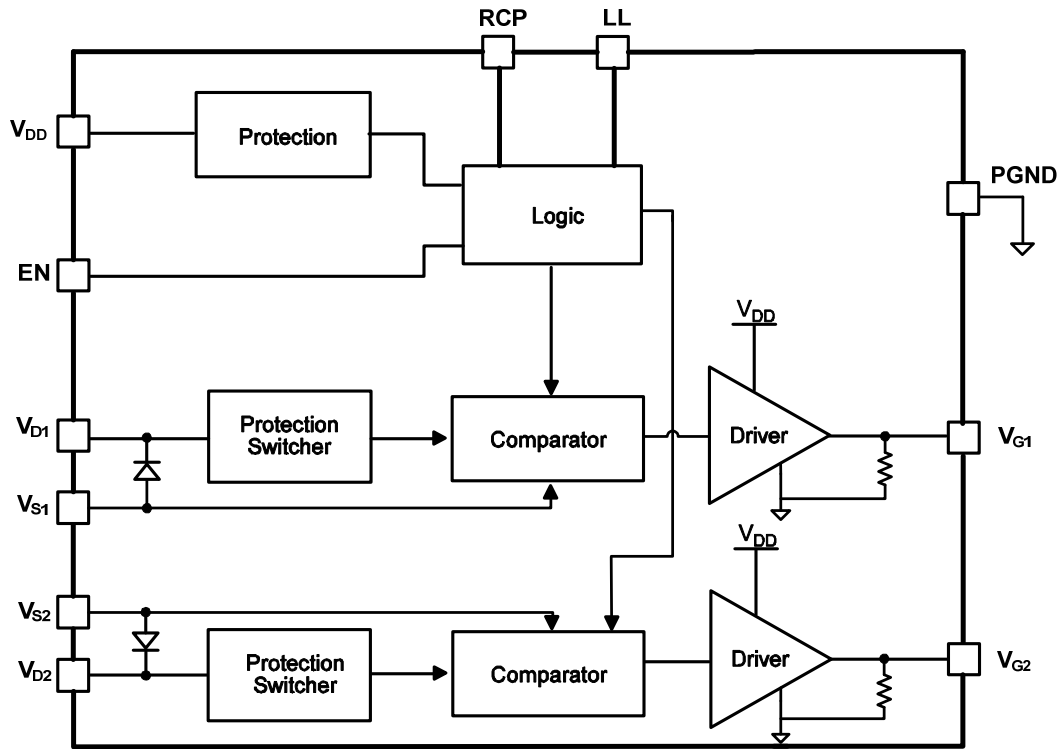 RCP LL
VDD
Protection
PGND
Logic
EN
VDD
VD1
Protection
Switcher
Comparator
Driver
VG1
VS1
VDD
VS2
VD2
Protection
Switcher
Comparator
Driver
VG2